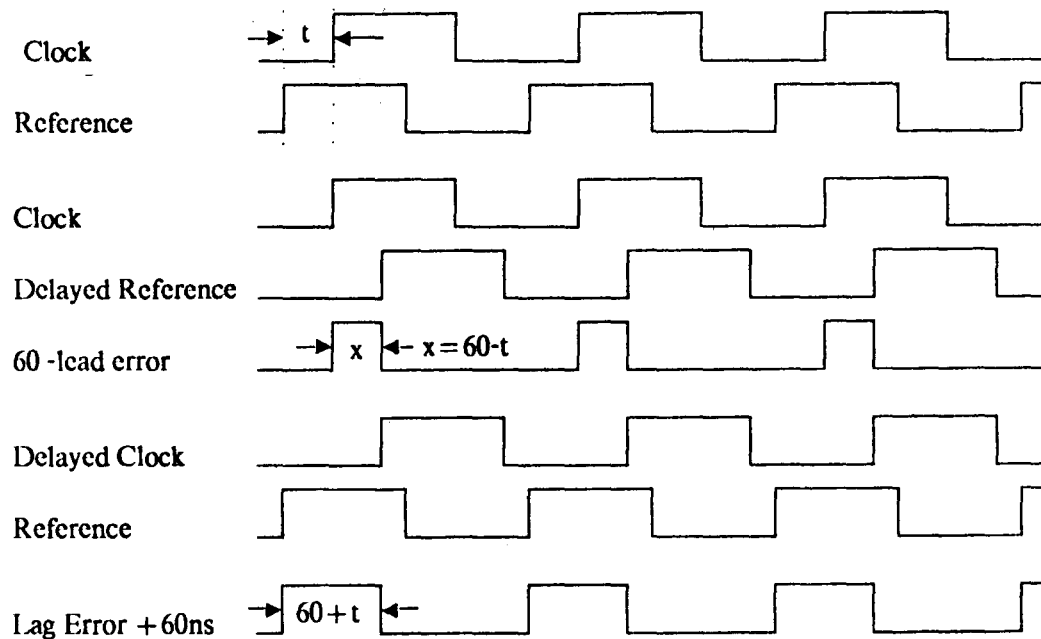 t
Clock
Reference
Clock
Delayed Reference
60 -lead error
x
x=60-t
Delayed Clock
Reference
Lag Error +60ns
60+t